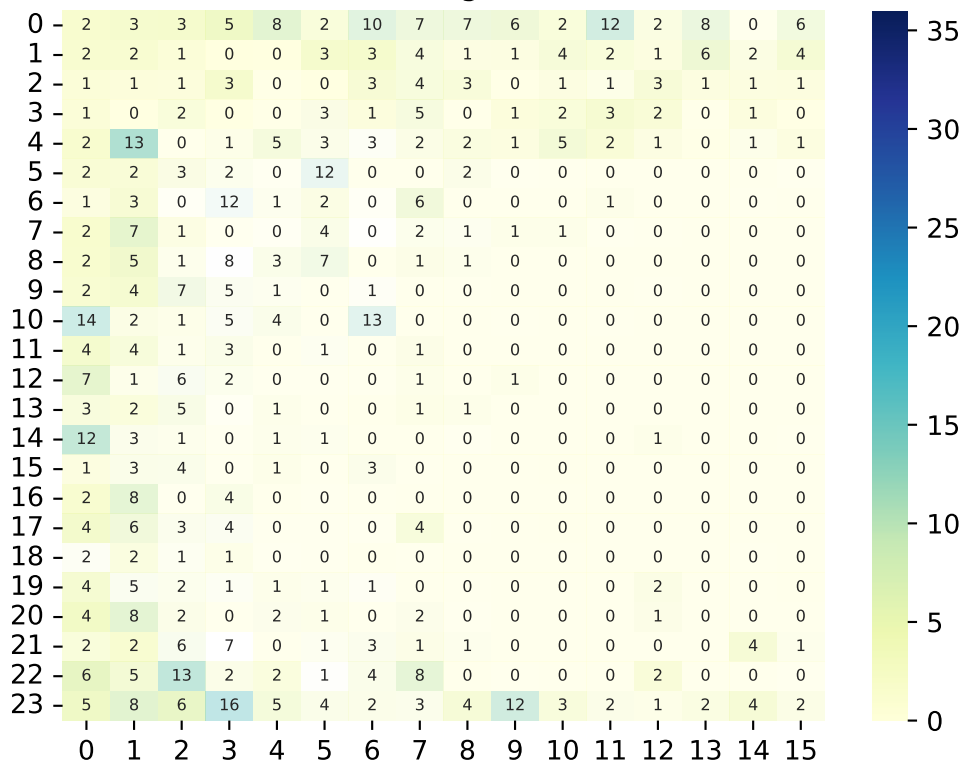 0 2 3 3 5 8 2 10 7 7 6 2 12 2 8 0 6
1 2 2 1 0 0 3 3 4 1 1 4 2 1 6 2 4
2 1 1 1 3 0 0 3 4 3 0 1 1 3 1 1 1
3 1 0 2 0 0 3 1 5 0 1 2 3 2 0 1 0
4 2 13 0 1 5 3 3 2 2 1 5 2 1 0 1 1
5 2 2 3 2 0 12 0 0 2 0 0 0 0 0 0 0
6 1 3 0 12 1 2 0 6 0 0 0 1 0 0 0 0
7 2 7 1 0 0 4 0 2 1 1 1 0 0 0 0 0
8 2 5 1 8 3 7 0 1 1 0 0 0 0 0 0 0
9 2 4 7 5 1 0 1 0 0 0 0 0 0 0 0 0
10 14 2 1 5 4 0 13 0 0 0 0 0 0 0 0 0
11 4 4 1 3 0 1 0 1 0 0 0 0 0 0 0 0
12 7 1 6 2 0 0 0 1 0 1 0 0 0 0 0 0
13 3 2 5 0 1 0 0 1 1 0 0 0 0 0 0 0
14 12 3 1 0 1 1 0 0 0 0 0 0 1 0 0 0
15 1 3 4 0 1 0 3 0 0 0 0 0 0 0 0 0
16 2 8 0 4 0 0 0 0 0 0 0 0 0 0 0 0
17 4 6 3 4 0 0 0 4 0 0 0 0 0 0 0 0
18 2 2 1 1 0 0 0 0 0 0 0 0 0 0 0 0
19 4 5 2 1 1 1 1 0 0 0 0 0 2 0 0 0
20 4 8 2 0 2 1 0 2 0 0 0 0 1 0 0 0
21 2 2 6 7 0 1 3 1 1 0 0 0 0 0 4 1
22 6 5 13 2 2 1 4 8 0 0 0 0 2 0 0 0
23 5 8 6 16 5 4 2 3 4 12 3 2 1 2 4 2
0 1 2 3 4 5 6 7 8 9 10 11 12 13 14 15
35
30
25
20
15
10
5
0